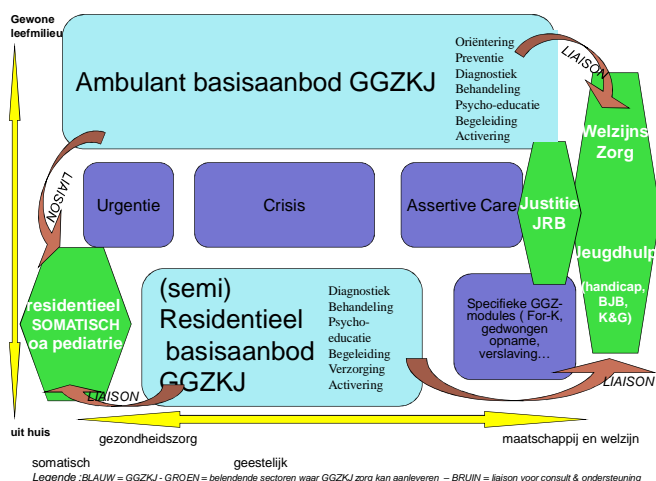 Gewone
leefmilieu
Ambulant basisaanbod GGZKJ
Oriëntering
Preventie
Diagnostiek
Behandeling
Psycho-educatie
Begeleiding
Activering
LIAISON
Welzijns
Zorg
Jeugdhulp
(handicap,
BJB,
K&G)
LIAISON
Urgentie
Crisis
Assertive Care
Justitie
JRB
residentieel
SOMATISCH
oa pediatrie
(semi)
Residentieel
basisaanbod
GGZKJ
Diagnostiek
Behandeling
Psycho-
educatie
Begeleiding
Verzorging
Activering
Specifieke GGZ-
modules ( For-K,
gedwongen
opname,
verslaving…
LIAISON
LIAISON
uit huis
gezondheidszorg
maatschappij en welzijn
somatisch
geestelijk
Legende :BLAUW = GGZKJ - GROEN = belendende sectoren waar GGZKJ zorg kan aanleveren – BRUIN = liaison voor consult & ondersteuning